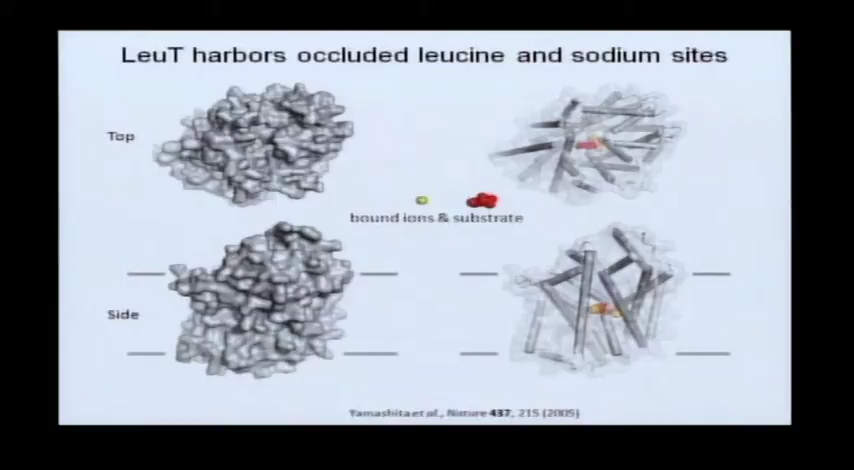 LeuT harbors occluded leucine and sodium sites
Top
bound ions & substrate
Side
Yamashita et al., Nature 437, 215 (2005)